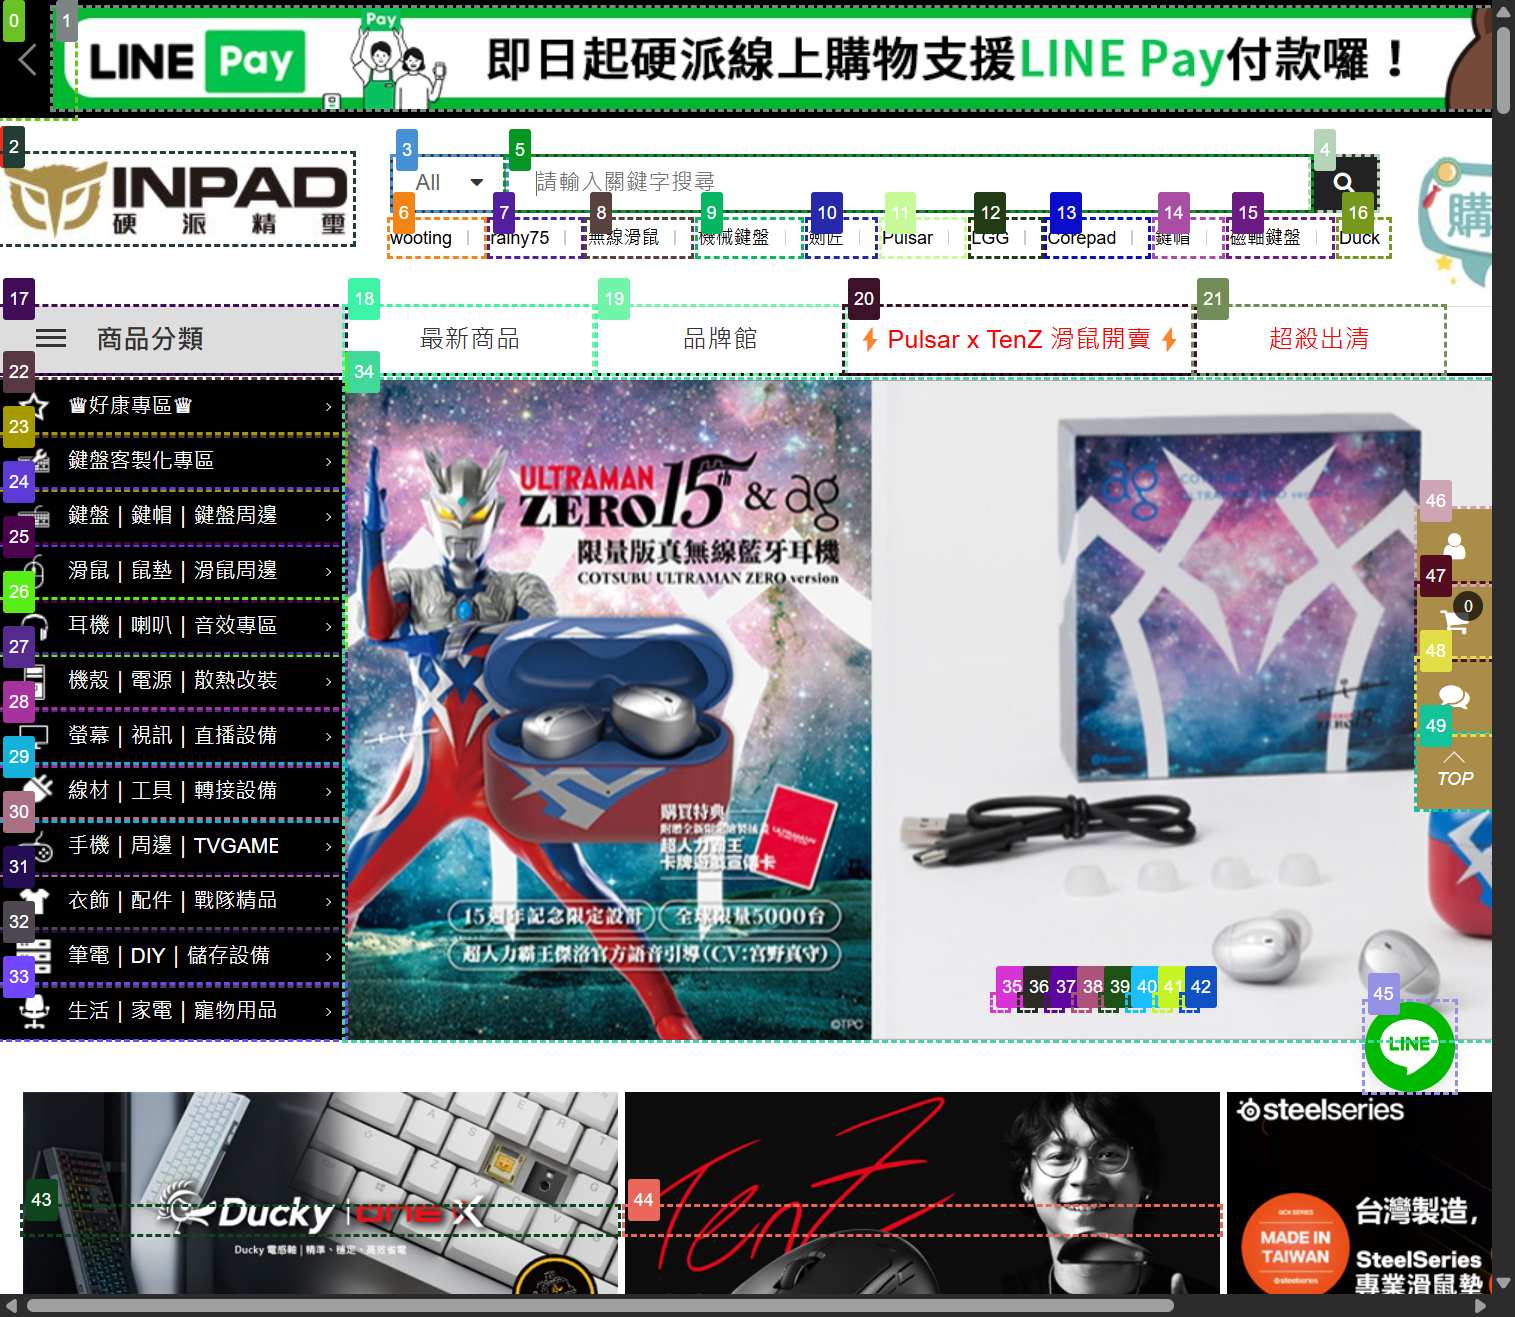 0
1
LINE Pay
Pay
即日起硬派線上購物支援LINE Pay付款囉！
2
INPAD
硬派精璽
3
All
5
請輸入關鍵字搜尋
4
購
6
wooting
7
rainy75
8
無線滑鼠
9
機械鍵盤
10
劍匠
11
Pulsar
12
LGG
13
Corepad
14
鍵帽
15
磁軸鍵盤
16
Duck
17
商品分類
18
最新商品
19
品牌館
20
Pulsar x TenZ 滑鼠開賣
21
超殺出清
22
♛好康專區♛
23
鍵盤客製化專區
24
鍵盤 | 鍵帽 | 鍵盤周邊
25
滑鼠 | 鼠墊 | 滑鼠周邊
26
耳機 | 喇叭 | 音效專區
27
機殼 | 電源 | 散熱改裝
28
螢幕 | 視訊 | 直播設備
29
線材 | 工具 | 轉接設備
30
手機 | 周邊 | TVGAME
31
衣飾 | 配件 | 戰隊精品
32
筆電 | DIY | 儲存設備
33
生活 | 家電 | 寵物用品
34
ULTRAMAN
ZERO 15th & ag
限量版真無線藍牙耳機
COTSUBU ULTRAMAN ZERO version
購買特典
超人力霸王
卡牌遊戲宣傳卡
ULTRAMAN
15週年記念限定設計
全球限量5000台
超人力霸王傑洛官方語音引導（CV:宮野真守）
©TPC
ag
35
36
37
38
39
40
41
42
46
47
0
48
49
TOP
45
LINE
43
Ducky | one X
Ducky 電感軸 | 精準、穩定、高效省電
44
TenZ
steelseries
QCK SERIES
MADE IN
TAIWAN
steelseries
台灣製造，
SteelSeries
專業滑鼠墊